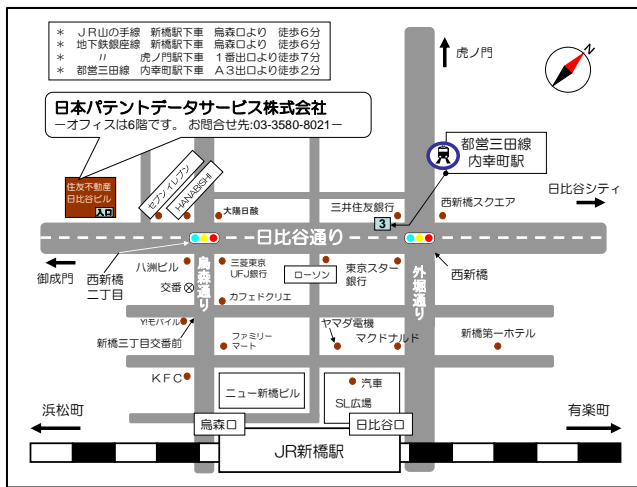 ＊ ＪＲ山の手線 新橋駅下車 烏森口より 徒歩６分
＊ 地下鉄銀座線 新橋駅下車 烏森口より 徒歩６分
＊ 〃 虎ノ門駅下車 １番出口より徒歩７分
＊ 都営三田線 内幸町駅下車 Ａ３出口より徒歩２分
虎ノ門
N
日本パテントデータサービス株式会社
－オフィスは6階です。 お問合せ先:03-3580-8021－
都営三田線
内幸町駅
住友不動産
日比谷ビル
入口
セブンイレブン
HANABISHI
大陽日酸
三井住友銀行
3
西新橋スクエア
日比谷シティ
日比谷通り
御成門
西新橋
二丁目
八洲ビル
交番
烏森通り
三菱東京
UFJ銀行
カフェドクリエ
ローソン
東京スター
銀行
外堀通り
西新橋
Y!モバイル
新橋三丁目交番前
ファミリー
マート
ヤマダ電機
マクドナルド
新橋第一ホテル
ＫＦＣ
ニュー新橋ビル
汽車
SL広場
浜松町
烏森口
日比谷口
有楽町
JR新橋駅